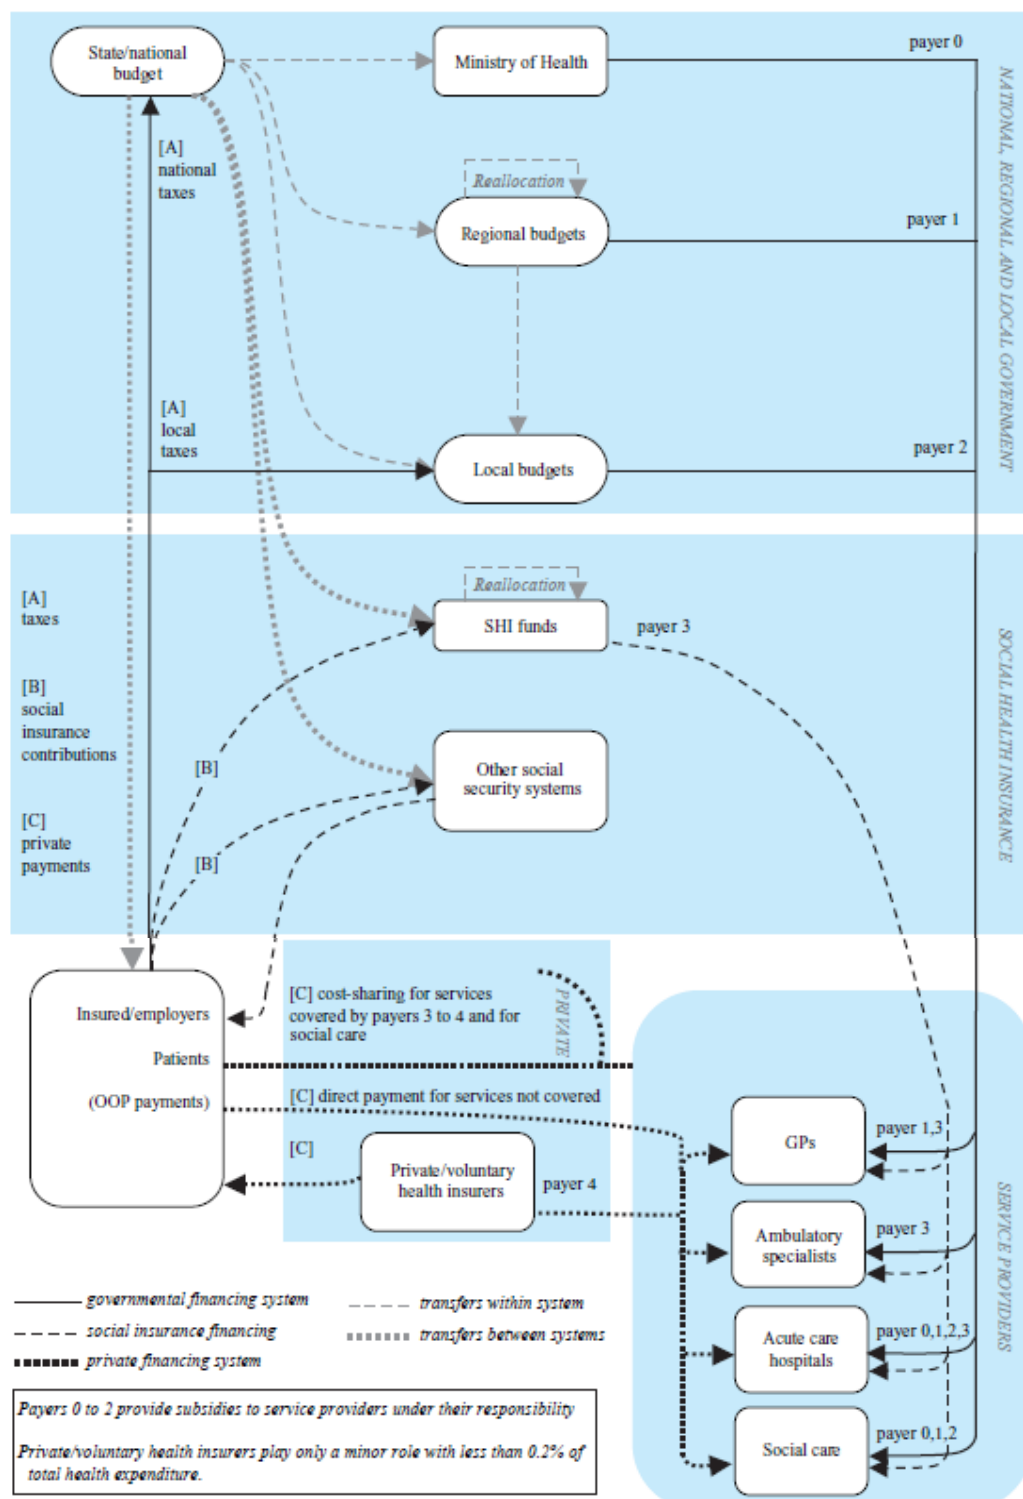 State/national
budget
Ministry of Health
payer 0
[A]
national
taxes
Reallocation
Regional budgets
payer 1
[A]
local
taxes
Local budgets
payer 2
NATIONAL, REGIONAL AND LOCAL GOVERNMENT
[A]
taxes
Reallocation
SHI funds
payer 3
[B]
social
insurance
contributions
[B]
Other social
security systems
[C]
private
payments
[B]
SOCIAL HEALTH INSURANCE
Insured/employers
Patients
(OOP payments)
[C] cost-sharing for services
covered by payers 3 to 4 and for
social care
PRIVATE
[C] direct payment for services not covered
[C]
Private/voluntary
health insurers
payer 4
GPs
payer 1,3
Ambulatory
specialists
payer 3
Acute care
hospitals
payer 0,1,2,3
Social care
payer 0,1,2
SERVICE PROVIDERS
governmental financing system
transfers within system
social insurance financing
transfers between systems
private financing system
Payers 0 to 2 provide subsidies to service providers under their responsibility
Private/voluntary health insurers play only a minor role with less than 0.2% of
total health expenditure.